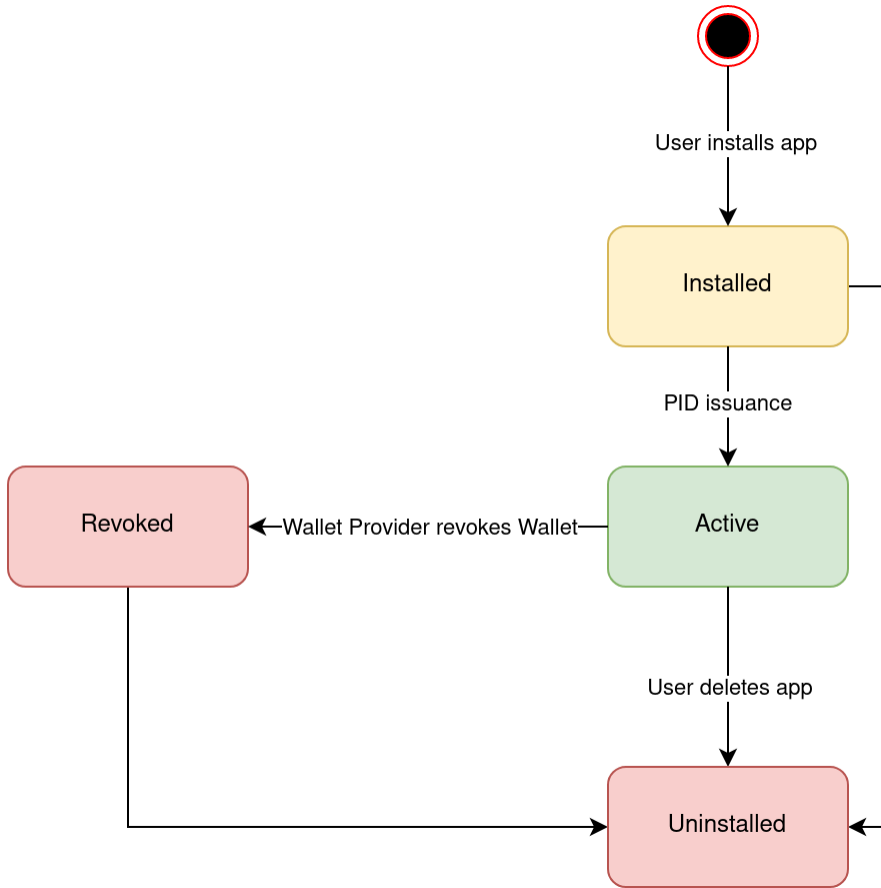 User installs app
Installed
PID issuance
Revoked
Wallet Provider revokes Wallet
Active
User deletes app
Uninstalled